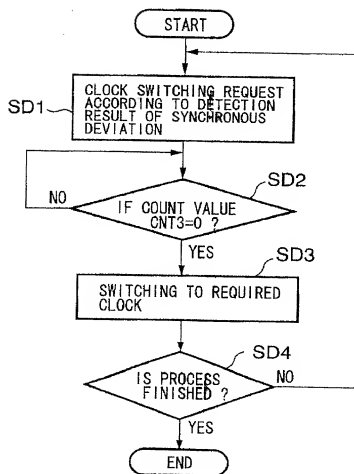 START
SD1
CLOCK SWITCHING REQUEST
ACCORDING TO DETECTION
RESULT OF SYNCHRONOUS
DEVIATION
SD2
NO
IF COUNT VALUE
CNT3=0 ?
YES
SD3
SWITCHING TO REQUIRED
CLOCK
SD4
IS PROCESS
FINISHED ?
NO
YES
END